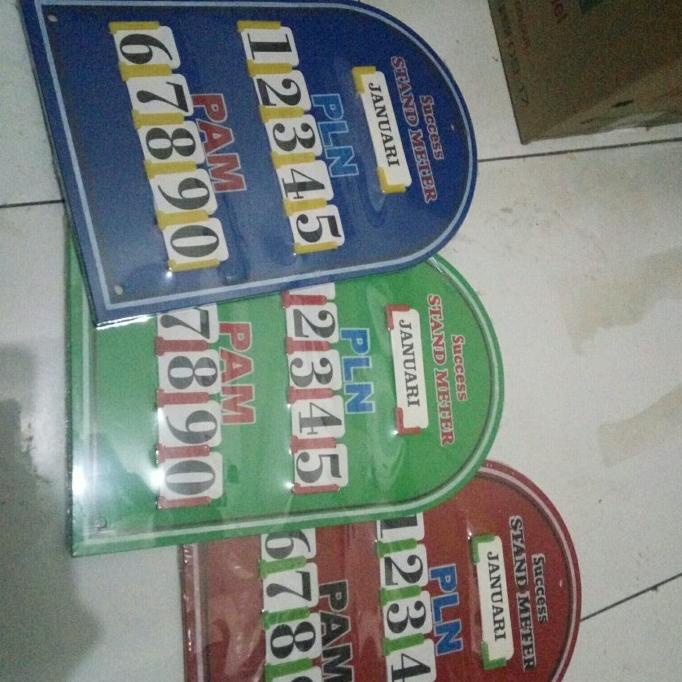 Success
STAND METER
JANUARI
PLN
12345
PAM
67890
Success
STAND METER
JANUARI
PLN
12345
PAM
7890
Success
STAND METER
JANUARI
PLN
1234
PAM
678